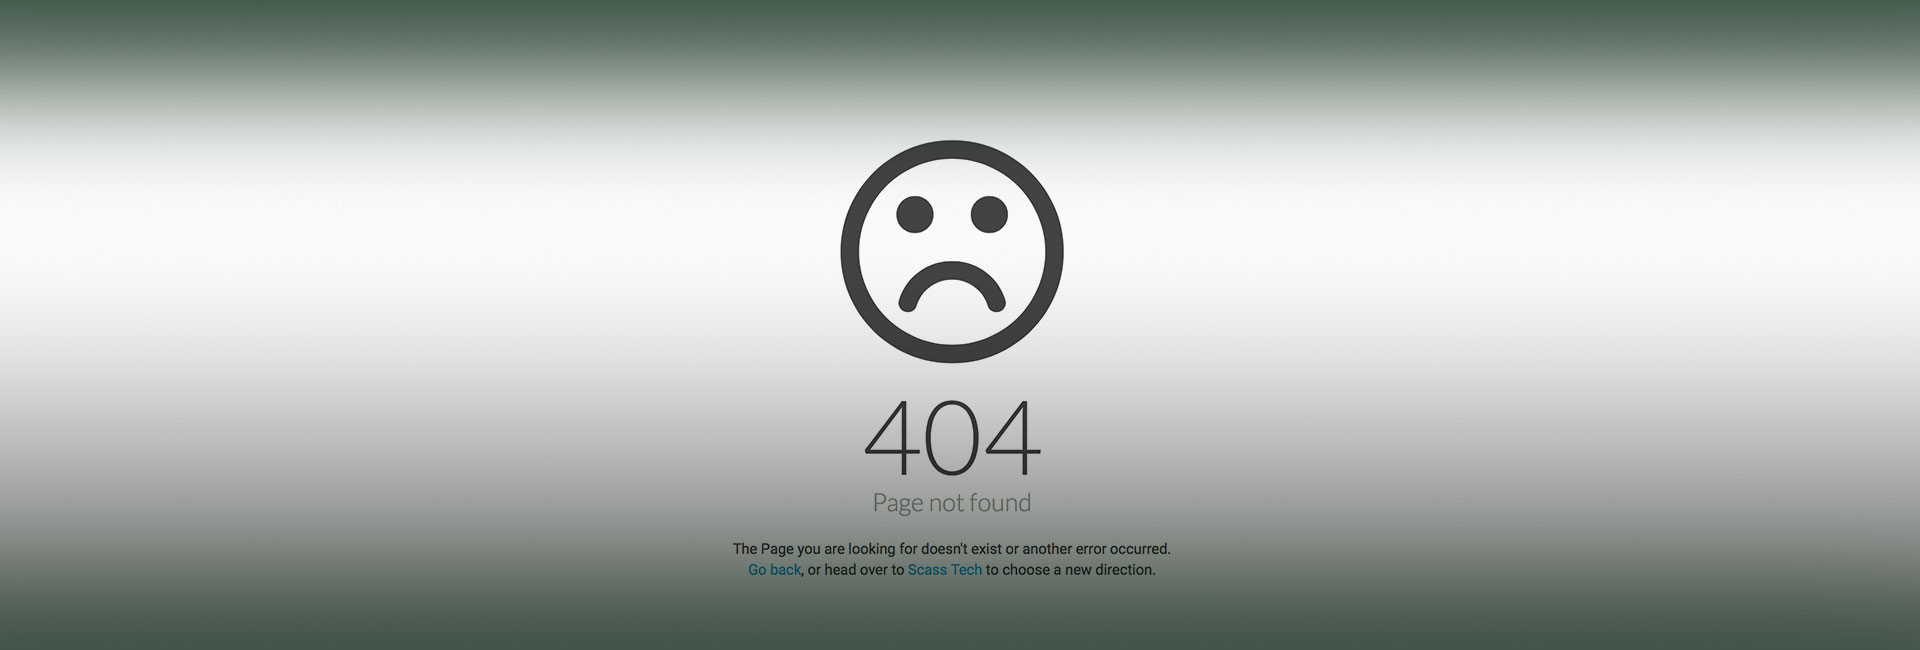 404
Page not found
The Page you are looking for doesn't exist or another error occurred.
Go back, or head over to Scass Tech to choose a new direction.